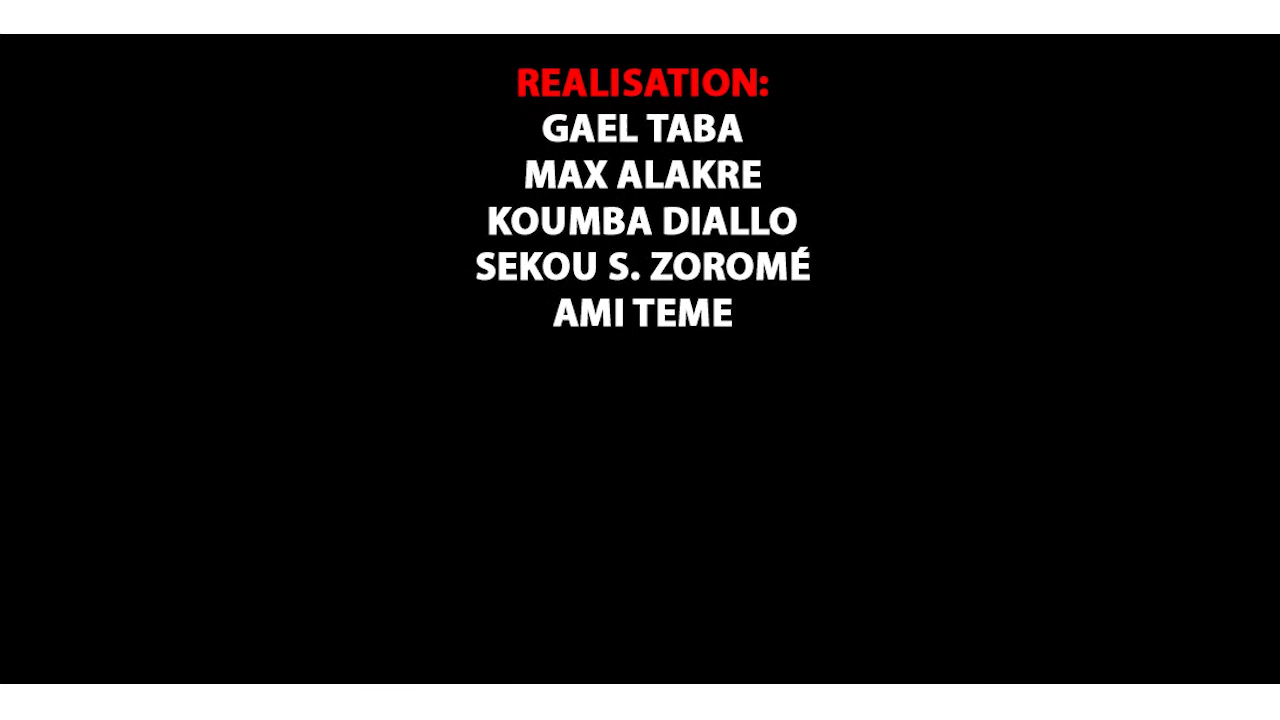 REALISATION:
GAEL TABA
MAX ALAKRE
KOUMBA DIALLO
SEKOU S. ZOROMÉ
AMI TEME